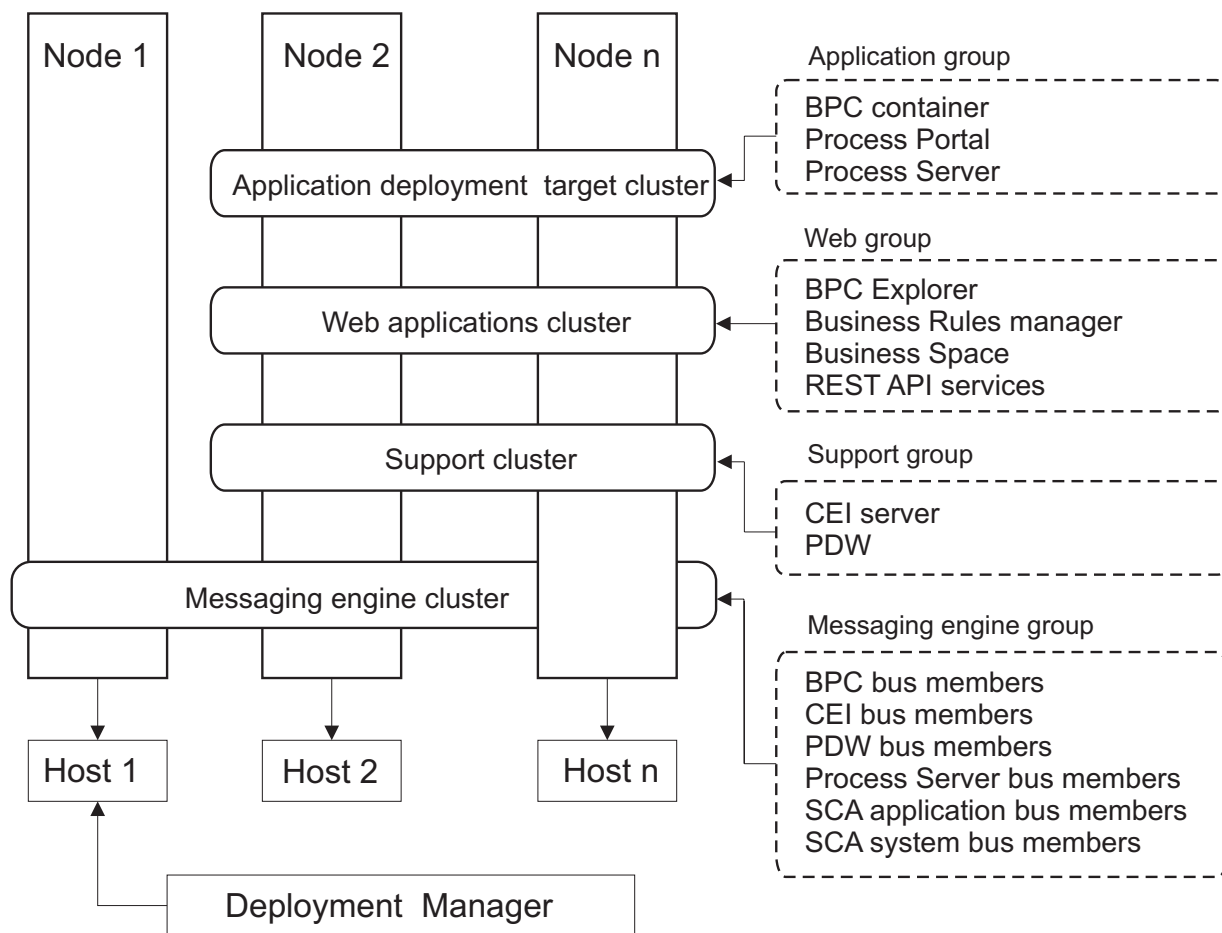 Node 1
Node 2
Node n
Application group
BPC container
Process Portal
Process Server
Application deployment target cluster
Web group
BPC Explorer
Business Rules manager
Business Space
REST API services
Web applications cluster
Support group
CEI server
PDW
Support cluster
Messaging engine group
BPC bus members
CEI bus members
PDW bus members
Process Server bus members
SCA application bus members
SCA system bus members
Messaging engine cluster
Host 1
Host 2
Host n
Deployment Manager